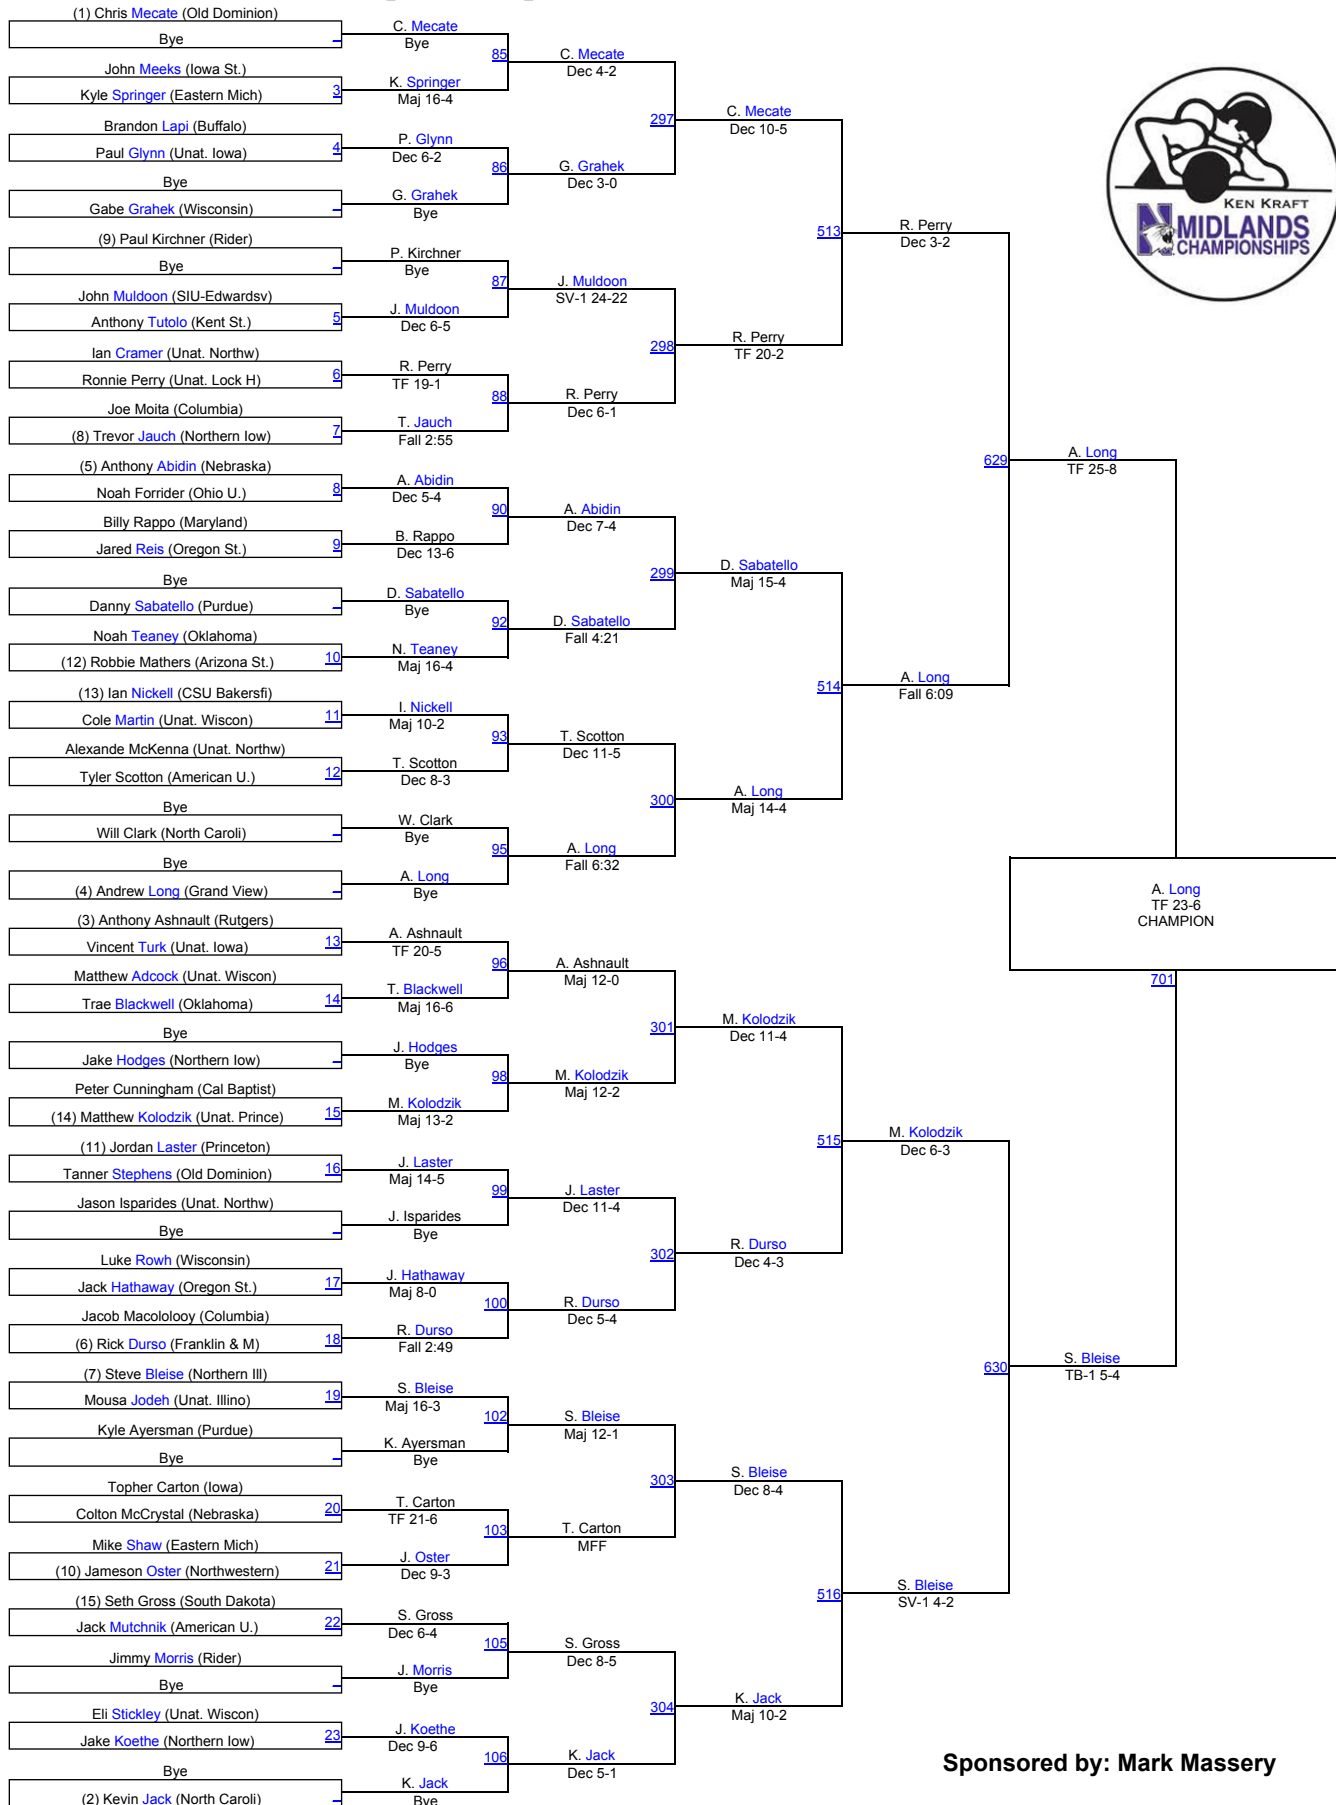 (1) Chris Mecate (Old Dominion)
Bye
John Meeks (Iowa St.)
Kyle Springer (Eastern Mich) 3
Brandon Lapi (Buffalo)
Paul Glynn (Unat. Iowa) 4
Bye
Gabe Grahek (Wisconsin)
(9) Paul Kirchner (Rider)
Bye
John Muldoon (SIU-Edwardsv)
Anthony Tutolo (Kent St.) 5
Ian Cramer (Unat. Northw)
Ronnie Perry (Unat. Lock H) 6
Joe Moita (Columbia)
(8) Trevor Jauch (Northern Iow) 7
(5) Anthony Abidin (Nebraska)
Noah Forrider (Ohio U.) 8
Billy Rappo (Maryland)
Jared Reis (Oregon St.) 9
Bye
Danny Sabatello (Purdue)
Noah Teaney (Oklahoma)
(12) Robbie Mathers (Arizona St.) 10
(13) Ian Nickell (CSU Bakersfi)
Cole Martin (Unat. Wiscon) 11
Alexande McKenna (Unat. Northw)
Tyler Scotton (American U.) 12
Bye
Will Clark (North Caroli)
Bye
(4) Andrew Long (Grand View)
(3) Anthony Ashnault (Rutgers)
Vincent Turk (Unat. Iowa) 13
Matthew Adcock (Unat. Wiscon)
Trae Blackwell (Oklahoma) 14
Bye
Jake Hodges (Northern Iow)
Peter Cunningham (Cal Baptist)
(14) Matthew Kolodzik (Unat. Prince) 15
(11) Jordan Laster (Princeton)
Tanner Stephens (Old Dominion) 16
Jason Isparides (Unat. Northw)
Bye
Luke Rowh (Wisconsin)
Jack Hathaway (Oregon St.) 17
Jacob Macololooy (Columbia)
(6) Rick Durso (Franklin & M) 18
(7) Steve Bleise (Northern Ill)
Mousa Jodeh (Unat. Illino) 19
Kyle Ayersman (Purdue)
Bye
Topher Carton (Iowa)
Colton McCrystal (Nebraska) 20
Mike Shaw (Eastern Mich)
(10) Jameson Oster (Northwestern) 21
(15) Seth Gross (South Dakota)
Jack Mutchnik (American U.) 22
Jimmy Morris (Rider)
Bye
Eli Stickley (Unat. Wiscon)
Jake Koethe (Northern Iow) 23
Bye
(2) Kevin Jack (North Caroli)
C. Mecate
Bye
85
K. Springer
Maj 16-4
P. Glynn
Dec 6-2
86
G. Grahek
Bye
P. Kirchner
Bye
87
J. Muldoon
Dec 6-5
R. Perry
TF 19-1
88
T. Jauch
Fall 2:55
A. Abidin
Dec 5-4
90
B. Rappo
Dec 13-6
D. Sabatello
Bye
92
N. Teaney
Maj 16-4
I. Nickell
Maj 10-2
93
T. Scotton
Dec 8-3
W. Clark
Bye
95
A. Long
Bye
A. Ashnault
TF 20-5
96
T. Blackwell
Maj 16-6
J. Hodges
Bye
98
M. Kolodzik
Maj 13-2
J. Laster
Maj 14-5
99
J. Isparides
Bye
J. Hathaway
Maj 8-0
100
R. Durso
Fall 2:49
S. Bleise
Maj 16-3
102
K. Ayersman
Bye
T. Carton
TF 21-6
103
J. Oster
Dec 9-3
S. Gross
Dec 6-4
105
J. Morris
Bye
J. Koethe
Dec 9-6
106
K. Jack
Bye
C. Mecate
Dec 4-2
297
G. Grahek
Dec 3-0
J. Muldoon
SV-1 24-22
298
R. Perry
Dec 6-1
A. Abidin
Dec 7-4
299
D. Sabatello
Fall 4:21
T. Scotton
Dec 11-5
300
A. Long
Fall 6:32
A. Ashnault
Maj 12-0
301
M. Kolodzik
Maj 12-2
J. Laster
Dec 11-4
302
R. Durso
Dec 5-4
S. Bleise
Maj 12-1
303
T. Carton
MFF
S. Gross
Dec 8-5
304
K. Jack
Dec 5-1
C. Mecate
Dec 10-5
513
R. Perry
TF 20-2
D. Sabatello
Maj 15-4
514
A. Long
Maj 14-4
M. Kolodzik
Dec 11-4
515
R. Durso
Dec 4-3
S. Bleise
Dec 8-4
516
K. Jack
Maj 10-2
R. Perry
Dec 3-2
629
A. Long
Fall 6:09
M. Kolodzik
Dec 6-3
630
S. Bleise
SV-1 4-2
A. Long
TF 25-8
S. Bleise
TB-1 5-4
A. Long
TF 23-6
CHAMPION
701
KEN KRAFT
N MIDLANDS
CHAMPIONSHIPS
Sponsored by: Mark Massery